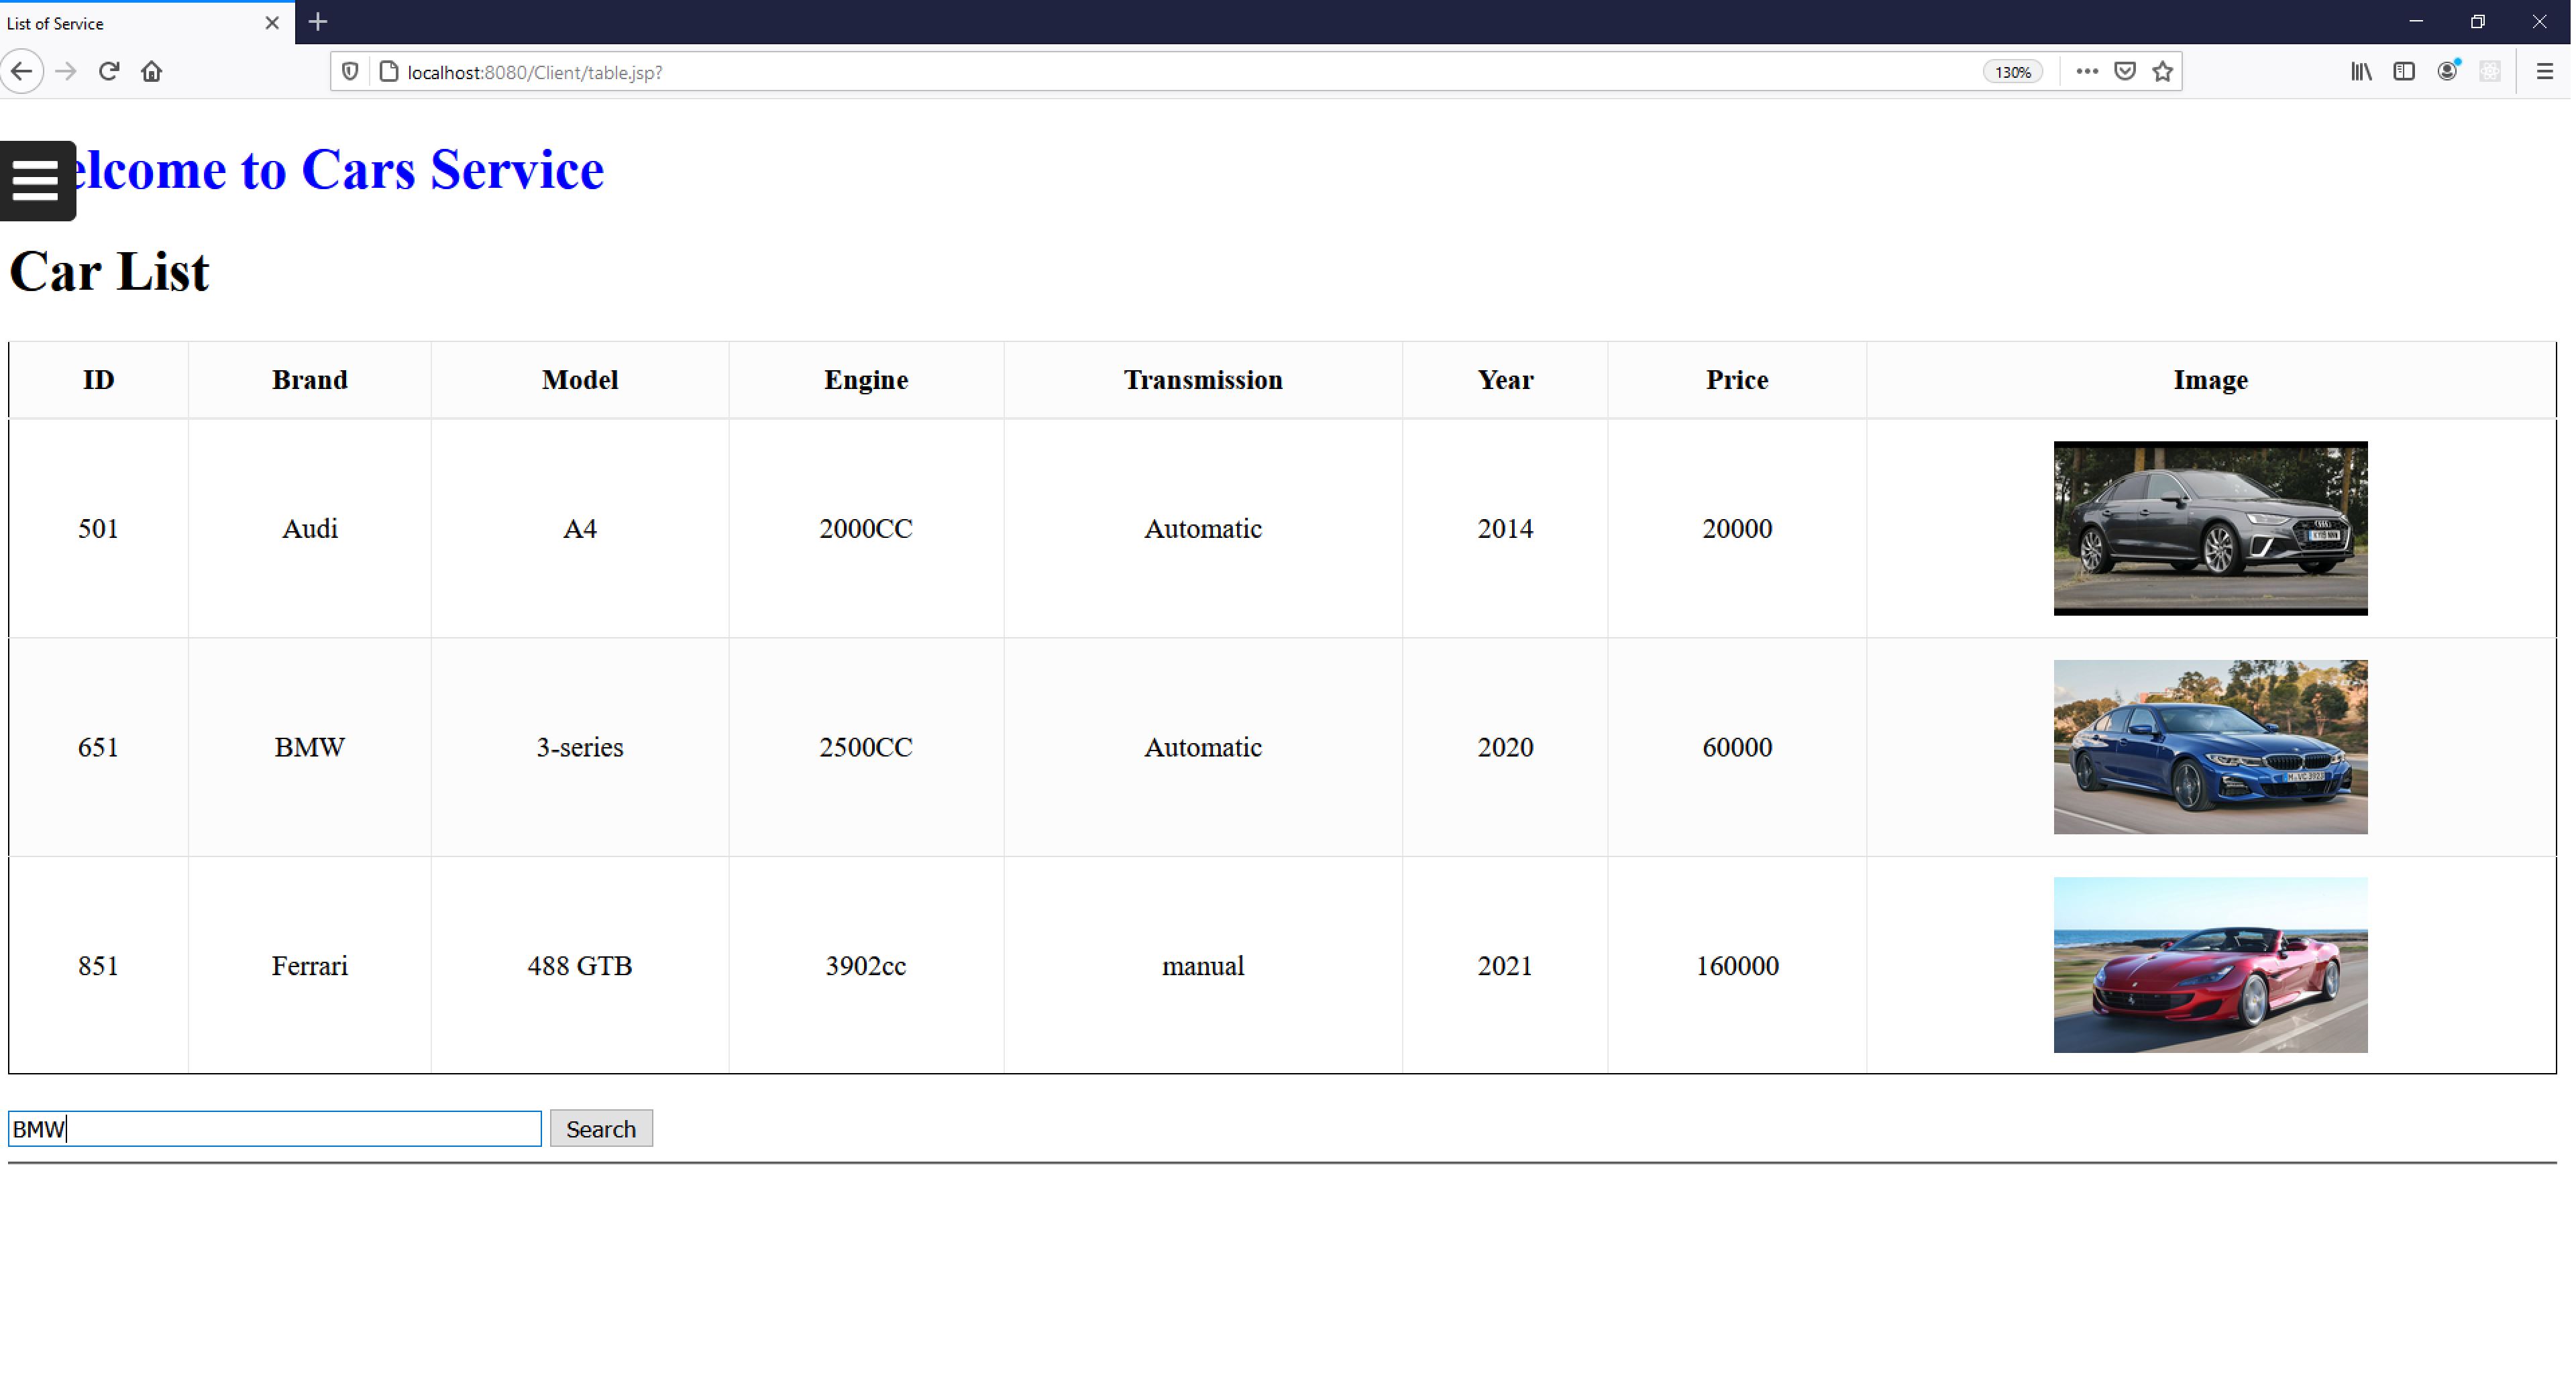 List of Service
localhost:8080/Client/table.jsp?
130%
elcome to Cars Service
Car List
ID Brand Model Engine Transmission Year Price Image
501 Audi A4 2000CC Automatic 2014 20000
651 BMW 3-series 2500CC Automatic 2020 60000
851 Ferrari 488 GTB 3902cc manual 2021 160000
BMW Search